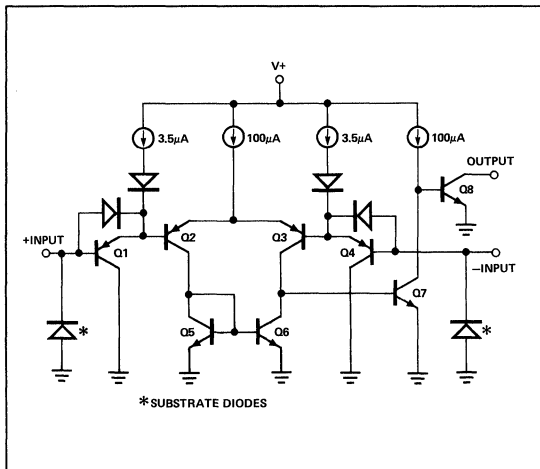 V+
3.5µA
100µA
3.5µA
100µA
OUTPUT
Q8
+INPUT
Q1
Q2
Q3
Q4
–INPUT
Q5
Q6
Q7
*
*
*SUBSTRATE DIODES